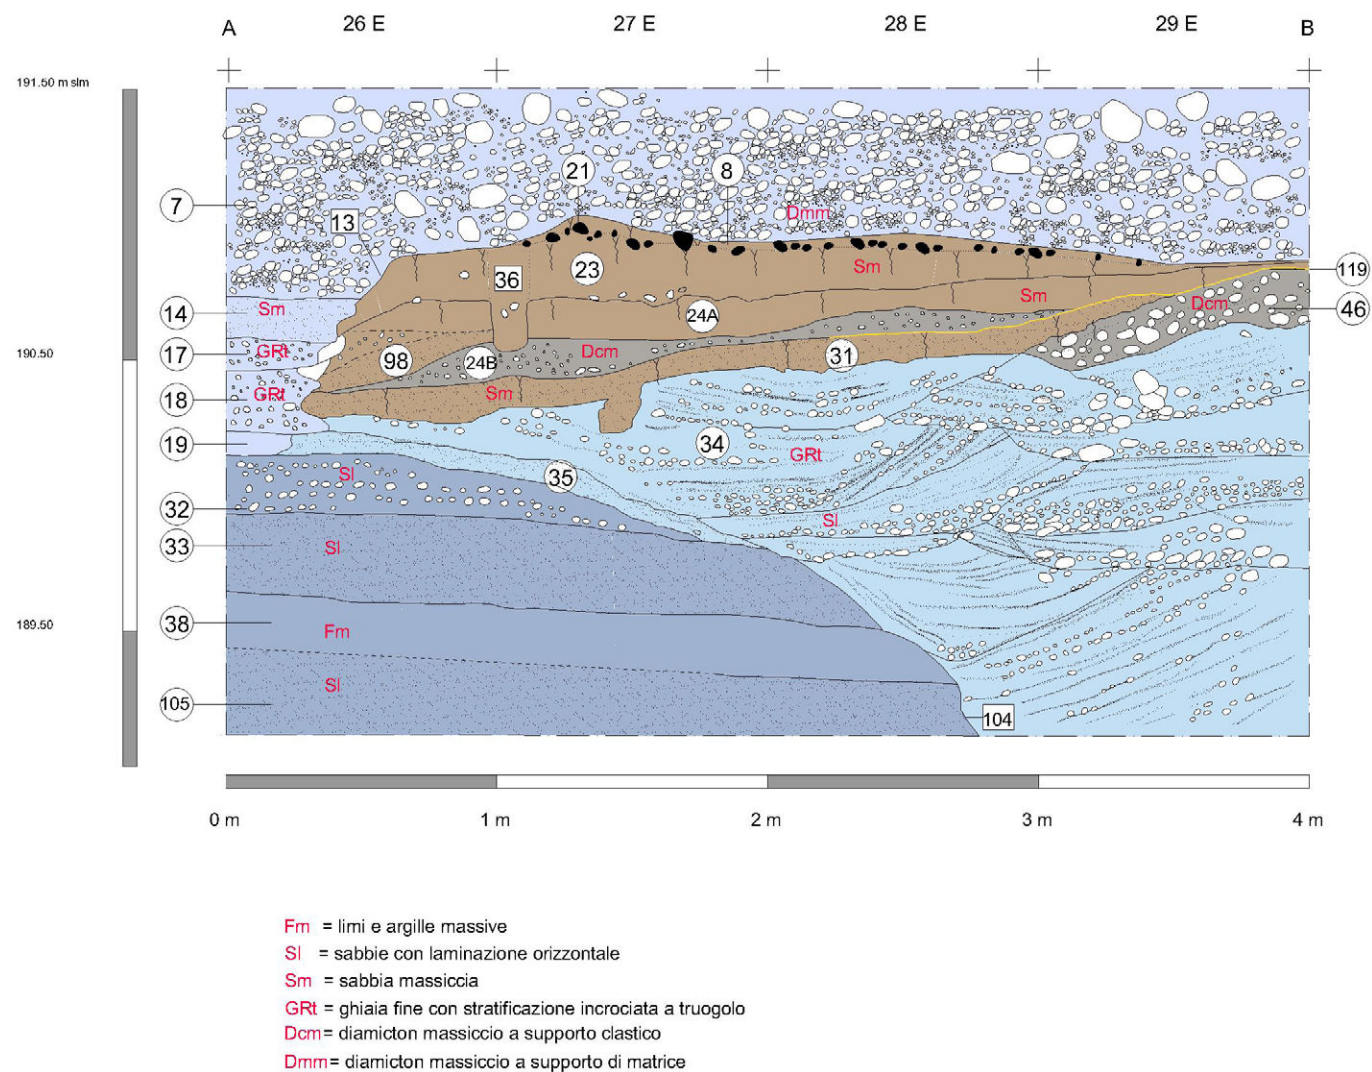 A 26 E 27 E 28 E 29 E B
191.50 m slm
21 8
7
13
Dmm
119
36 23 Sm
14 Sm 24A Sm Dcm 46
17 GRt 98 24B Dcm 31
18 GRt Sm
19 34 GRt
Sl 35
32 Sl
33 Sl
38 Fm
Sl
105 104
190.50
189.50
0 m 1 m 2 m 3 m 4 m
Fm = limi e argille massive
Sl = sabbie con laminazione orizzontale
Sm = sabbia massiccia
GRt = ghiaia fine con stratificazione incrociata a truogolo
Dcm= diamicton massiccio a supporto clastico
Dmm= diamicton massiccio a supporto di matrice